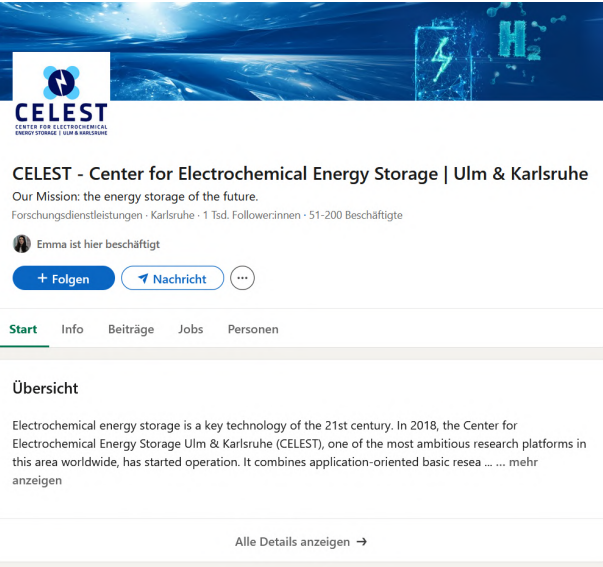 H2
CELEST
CENTER FOR ELECTROCHEMICAL
ENERGY STORAGE | ULM & KARLSRUHE
CELEST - Center for Electrochemical Energy Storage | Ulm & Karlsruhe
Our Mission: the energy storage of the future.
Forschungsdienstleistungen · Karlsruhe · 1 Tsd. Follower:innen · 51-200 Beschäftigte
Emma ist hier beschäftigt
+ Folgen
Nachricht
Start Info Beiträge Jobs Personen
Übersicht
Electrochemical energy storage is a key technology of the 21st century. In 2018, the Center for
Electrochemical Energy Storage Ulm & Karlsruhe (CELEST), one of the most ambitious research platforms in
this area worldwide, has started operation. It combines application-oriented basic resea ... … mehr
anzeigen
Alle Details anzeigen →